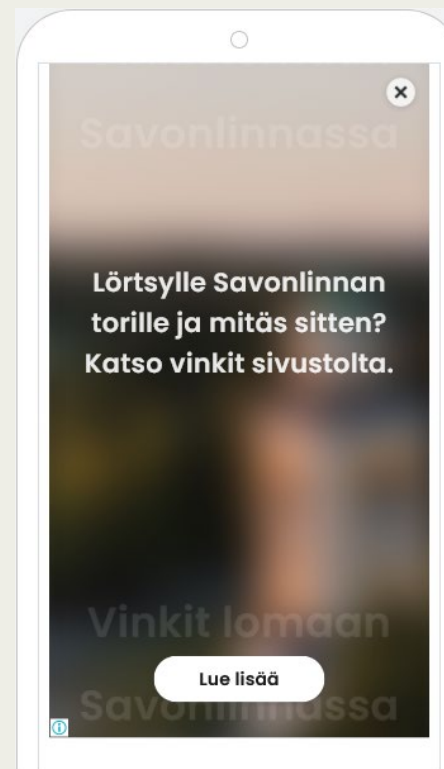 Savonlinnassa
Lörtsylle Savonlinnan
torille ja mitäs sitten?
Katso vinkit sivustolta.
Vinkit lomaan
Lue lisää
Savonlinnassa